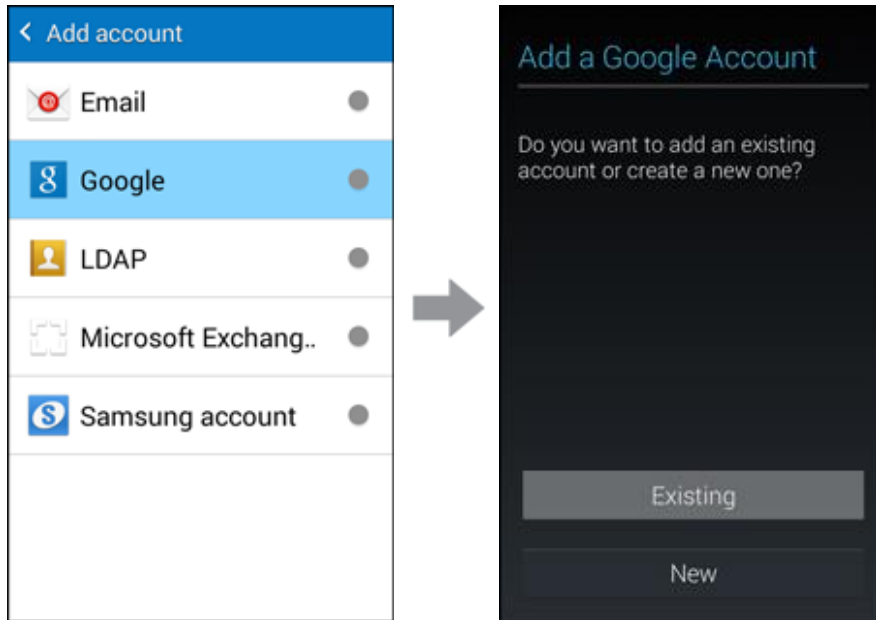 Add account
Email
Google
LDAP
Microsoft Exchang..
Samsung account
Add a Google Account
Do you want to add an existing
account or create a new one?
Existing
New